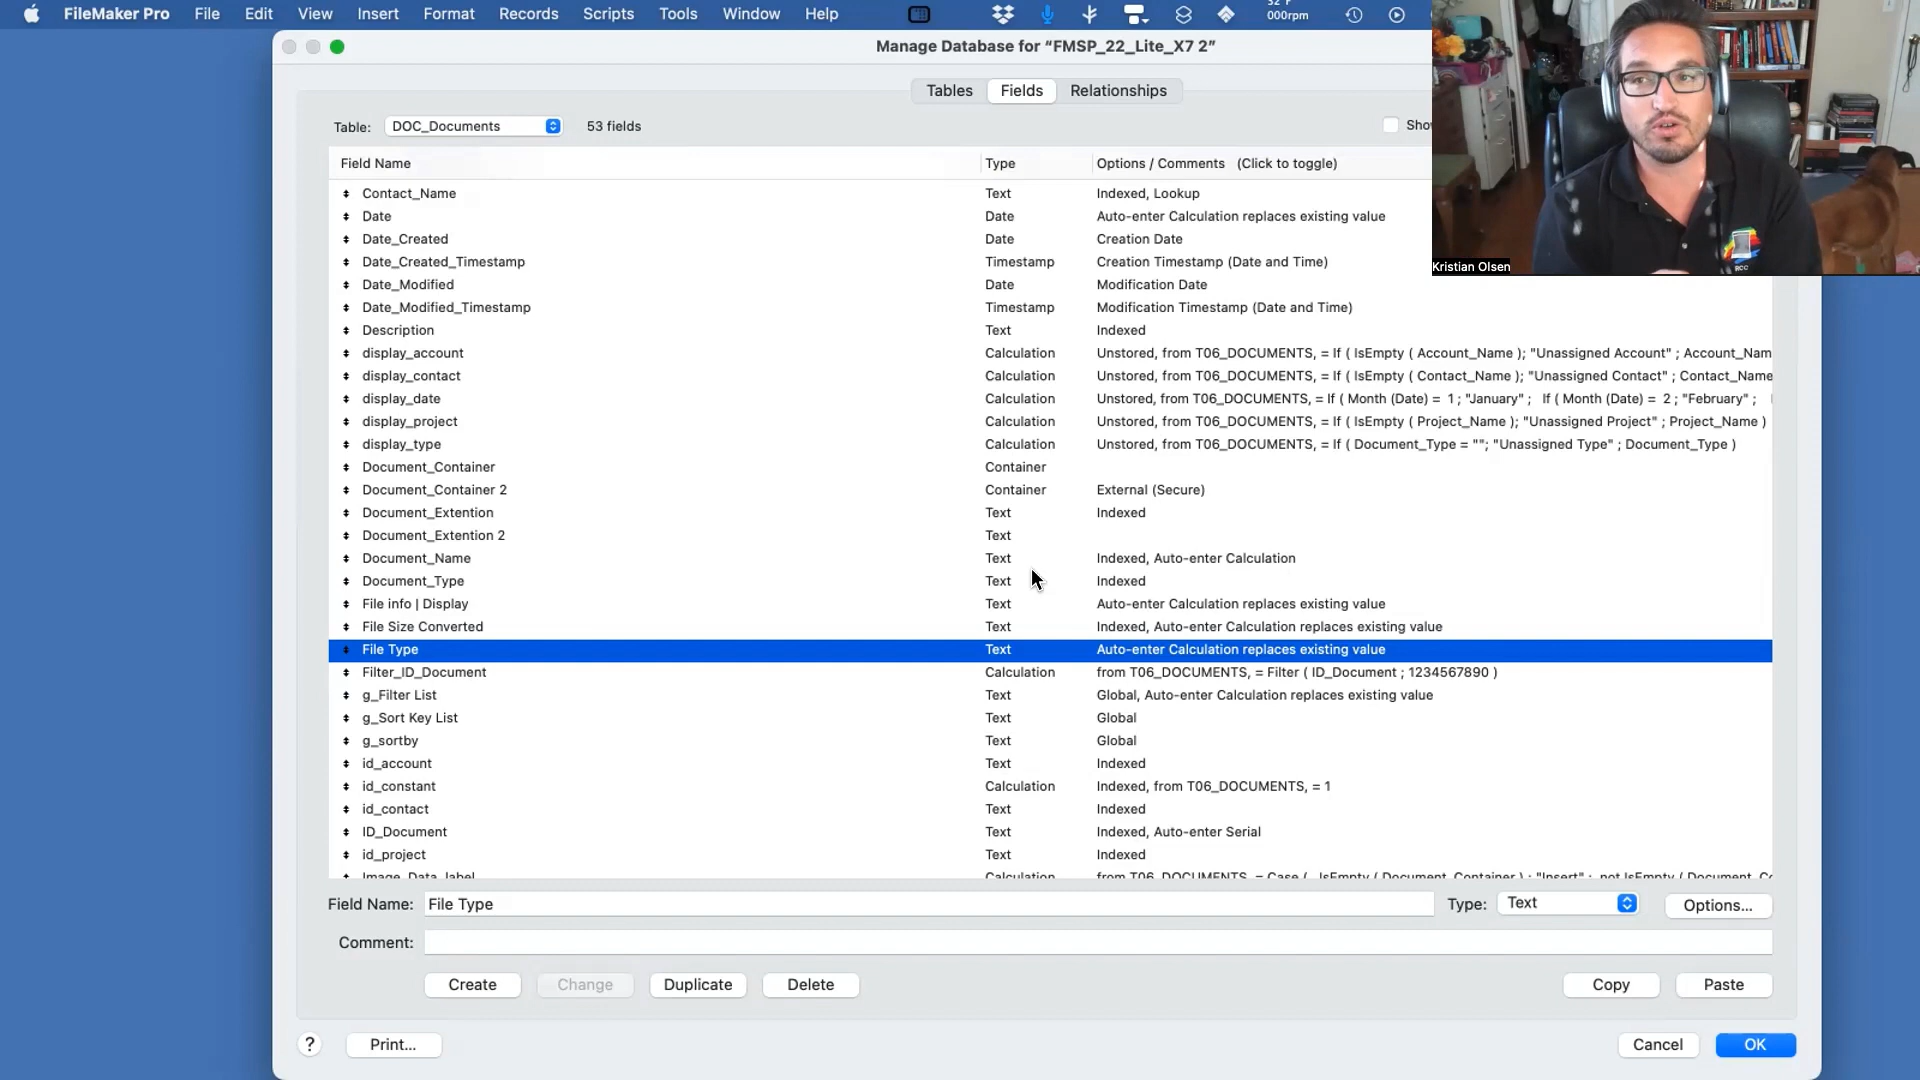 FileMaker Pro File Edit View Insert Format Records Scripts Tools Window Help
000rpm
Manage Database for “FMSP_22_Lite_X7 2”
Tables Fields Relationships
Table: DOC_Documents 53 fields
Field Name Type Options / Comments (Click to toggle)
Contact_Name Text Indexed, Lookup
Date Date Auto-enter Calculation replaces existing value
Date_Created Date Creation Date
Date_Created_Timestamp Timestamp Creation Timestamp (Date and Time)
Kristian Olsen
RCC
Date_Modified Date Modification Date
Date_Modified_Timestamp Timestamp Modification Timestamp (Date and Time)
Description Text Indexed
display_account Calculation Unstored, from T06_DOCUMENTS, = If ( IsEmpty ( Account_Name ); "Unassigned Account" ; Account_Nam
display_contact Calculation Unstored, from T06_DOCUMENTS, = If ( IsEmpty ( Contact_Name ); "Unassigned Contact" ; Contact_Name
display_date Calculation Unstored, from T06_DOCUMENTS, = If ( Month (Date) = 1 ; "January" ; If ( Month (Date) = 2 ; "February" ;
display_project Calculation Unstored, from T06_DOCUMENTS, = If ( IsEmpty ( Project_Name ); "Unassigned Project" ; Project_Name )
display_type Calculation Unstored, from T06_DOCUMENTS, = If ( Document_Type = ""; "Unassigned Type" ; Document_Type )
Document_Container Container
Document_Container 2 Container External (Secure)
Document_Extention Text Indexed
Document_Extention 2 Text
Document_Name Text Indexed, Auto-enter Calculation
Document_Type Text Indexed
File info | Display Text Auto-enter Calculation replaces existing value
File Size Converted Text Indexed, Auto-enter Calculation replaces existing value
File Type Text Auto-enter Calculation replaces existing value
Filter_ID_Document Calculation from T06_DOCUMENTS, = Filter ( ID_Document ; 1234567890 )
g_Filter List Text Global, Auto-enter Calculation replaces existing value
g_Sort Key List Text Global
g_sortby Text Global
id_account Text Indexed
id_constant Calculation Indexed, from T06_DOCUMENTS, = 1
id_contact Text Indexed
ID_Document Text Indexed, Auto-enter Serial
id_project Text Indexed
Image_Data_label Calculation from T06_DOCUMENTS, = Case ( IsEmpty ( Document_Container ) ; "Insert" ; not IsEmpty ( Document_Cc
Field Name: File Type Type: Text Options...
Comment:
Create Change Duplicate Delete Copy Paste
? Print... Cancel OK